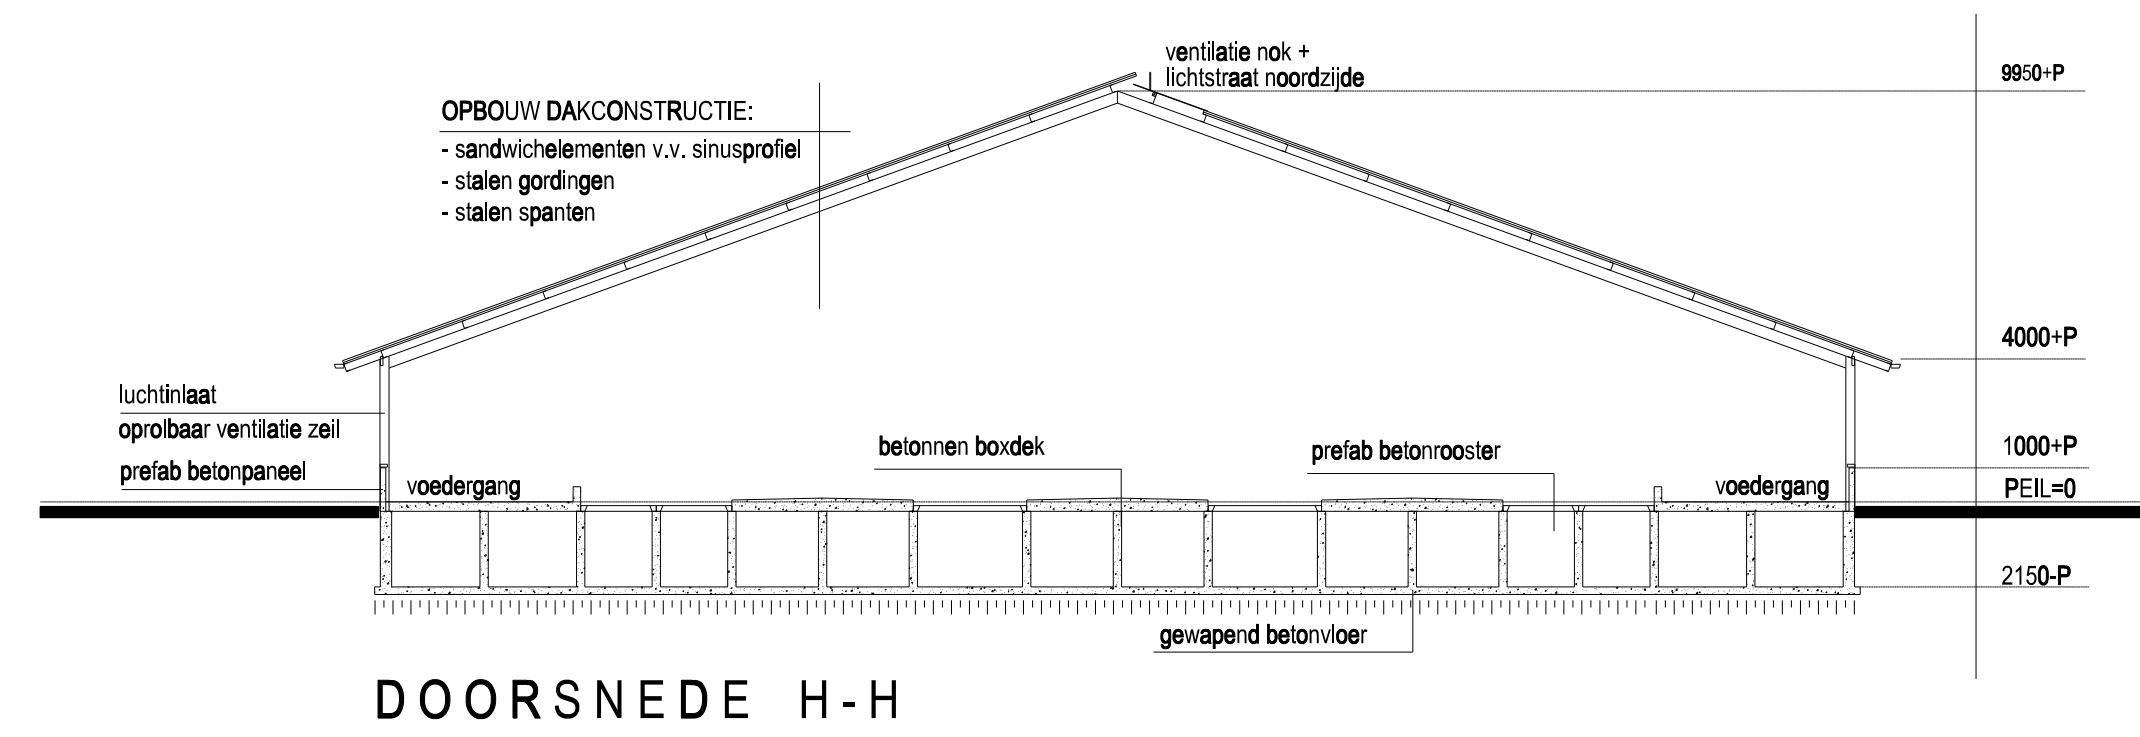 ventilatie nok +
lichtstraat noordzijde
9950+P
OPBOUW DAKCONSTRUCTIE:
- sandwichelementen v.v. sinusprofiel
- stalen gordingen
- stalen spanten
4000+P
luchtinlaat
oprolbaar ventilatie zeil
prefab betonpaneel
voedergang
betonnen boxdek
prefab betonrooster
voedergang
1000+P
PEIL=0
2150-P
gewapend betonvloer
DOORSNEDE H-H